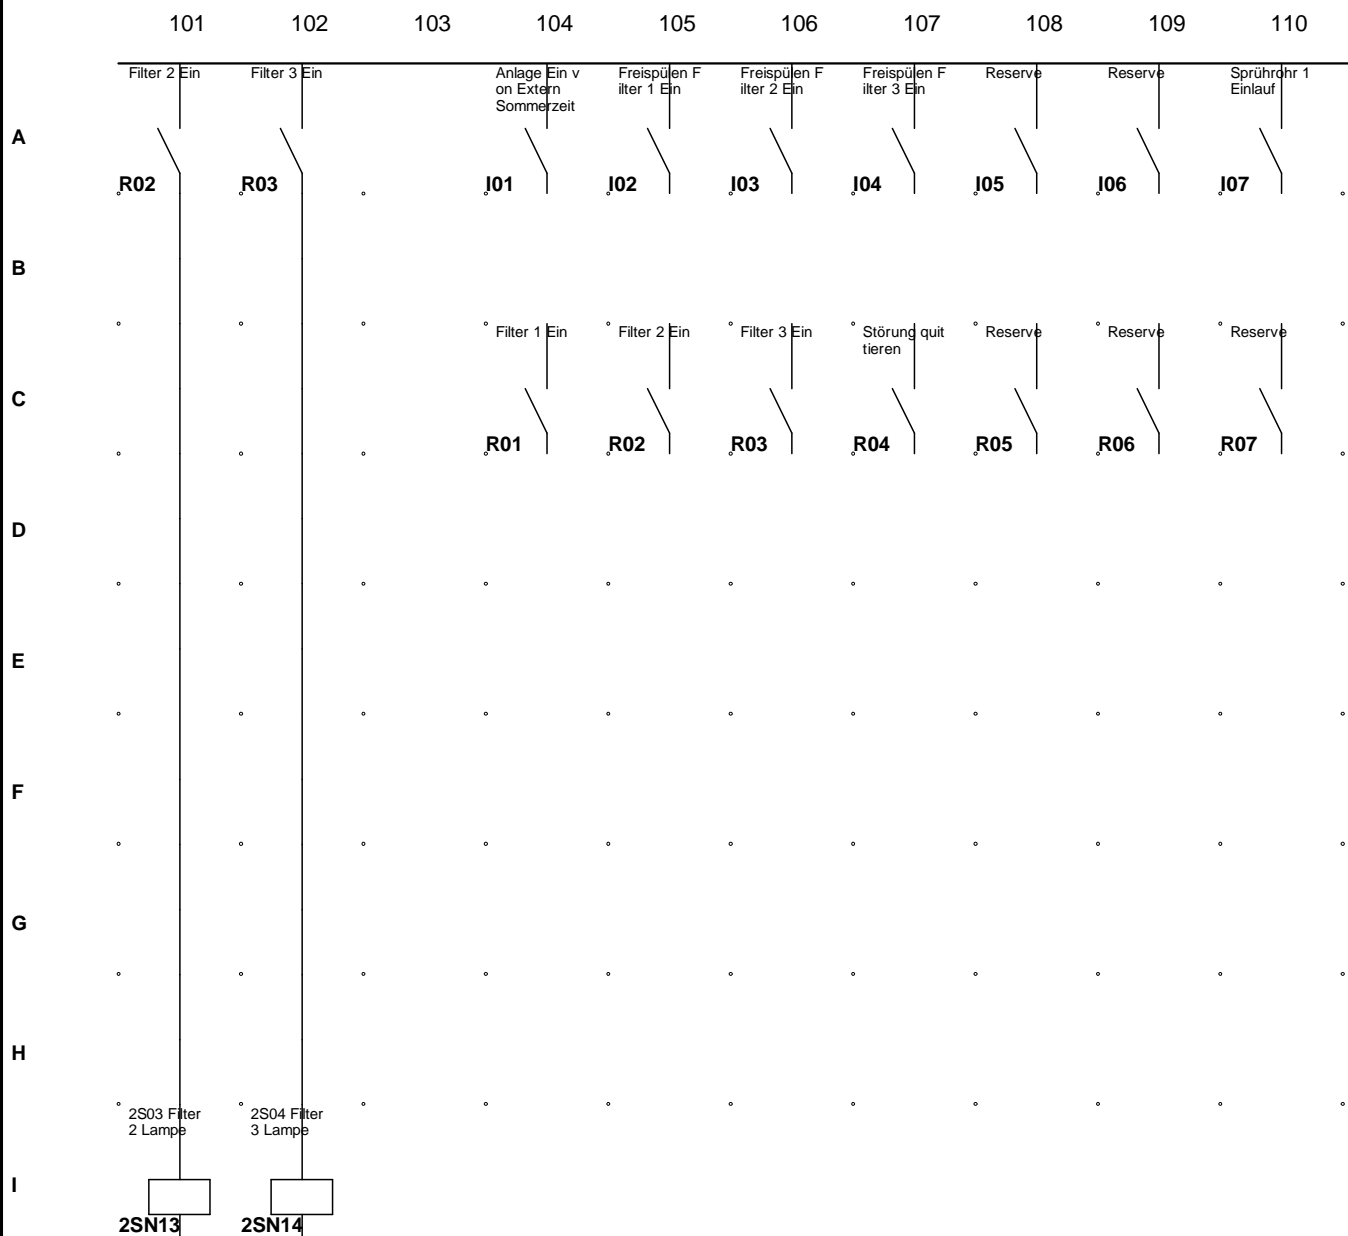 101 102 103 104 105 106 107 108 109 110
Filter 2 Ein Filter 3 Ein Anlage Ein v Freispülen F Freispülen F Freispülen F Reserve Reserve Sprührohr 1
on Extern ilter 1 Ein ilter 2 Ein ilter 3 Ein Einlauf
Sommerzeit
A
R02 R03 I01 I02 I03 I04 I05 I06 I07
B
Filter 1 Ein Filter 2 Ein Filter 3 Ein Störung quit Reserve Reserve Reserve
tieren
C
R01 R02 R03 R04 R05 R06 R07
D
E
F
G
H
2S03 Filter 2S04 Filter
2 Lampe 3 Lampe
I
2SN13 2SN14